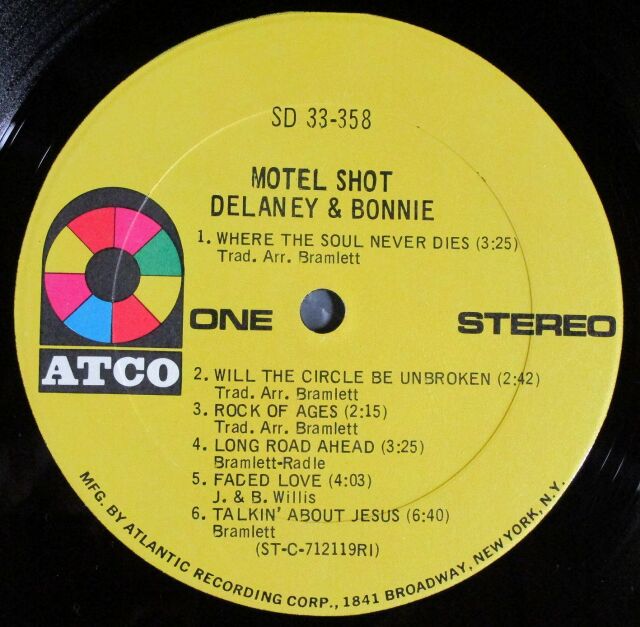 SD 33-358
MOTEL SHOT
DELANEY & BONNIE
1. WHERE THE SOUL NEVER DIES (3:25)
Trad. Arr. Bramlett
ONE
STEREO
ATCO
2. WILL THE CIRCLE BE UNBROKEN (2:42)
Trad. Arr. Bramlett
3. ROCK OF AGES (2:15)
Trad. Arr. Bramlett
4. LONG ROAD AHEAD (3:25)
Bramlett-Radle
5. FADED LOVE (4:03)
J. & B. Willis
6. TALKIN' ABOUT JESUS (6:40)
Bramlett
(ST-C-712119RI)
MFG. BY ATLANTIC RECORDING CORP., 1841 BROADWAY, NEW YORK, N.Y.